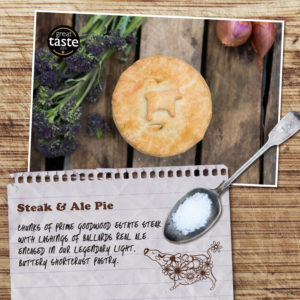 great
taste
Steak & Ale Pie
CHUNKS OF PRIME GOODWOOD ESTATE STEAK
WITH LASHINGS OF BALLARDS REAL ALE.
ENCASED IN OUR LEGENDARY LIGHT,
BUTTERY SHORTCRUST PASTRY.